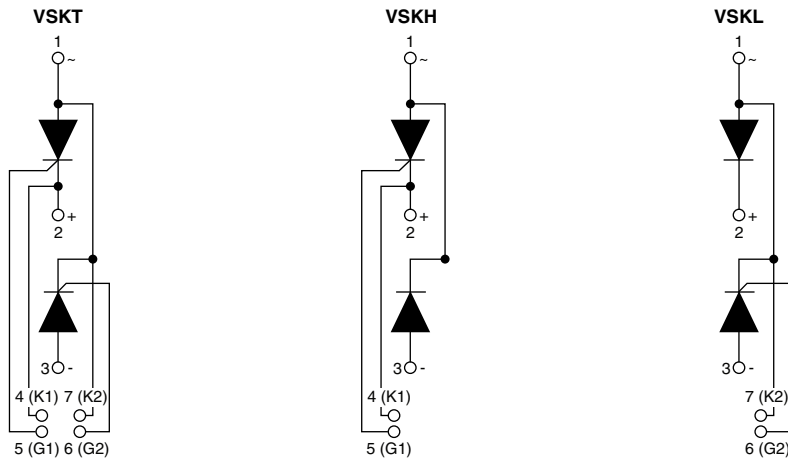 VSKT
VSKH
VSKL
1
~
1
~
1
~
+
2
+
2
+
2
3 -
3 -
3 -
4 (K1) 7 (K2)
4 (K1)
7 (K2)
5 (G1) 6 (G2)
5 (G1)
6 (G2)